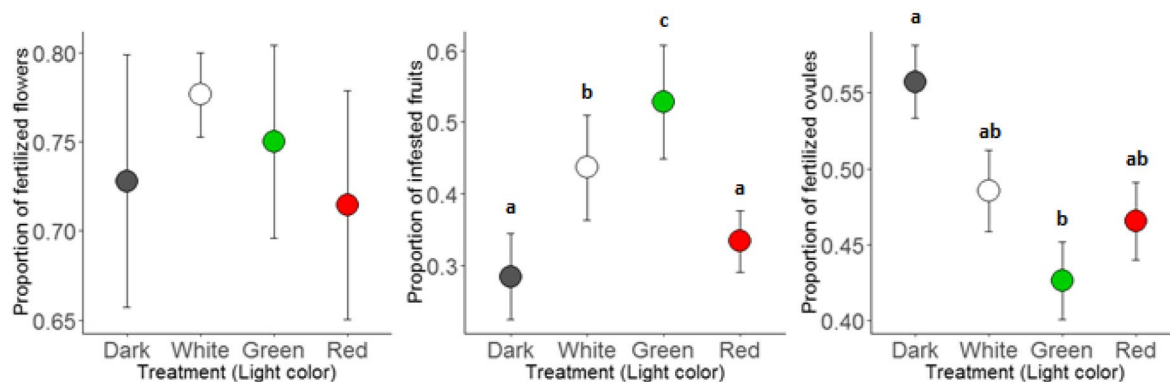 Proportion of fertilized flowers
0.80
0.75
0.70
0.65
Dark White Green Red
Treatment (Light color)
Proportion of infested fruits
0.6
0.5
0.4
0.3
a
b
c
a
Dark White Green Red
Treatment (Light color)
Proportion of fertilized ovules
0.55
0.50
0.45
0.40
a
ab
b
ab
Dark White Green Red
Treatment (Light color)